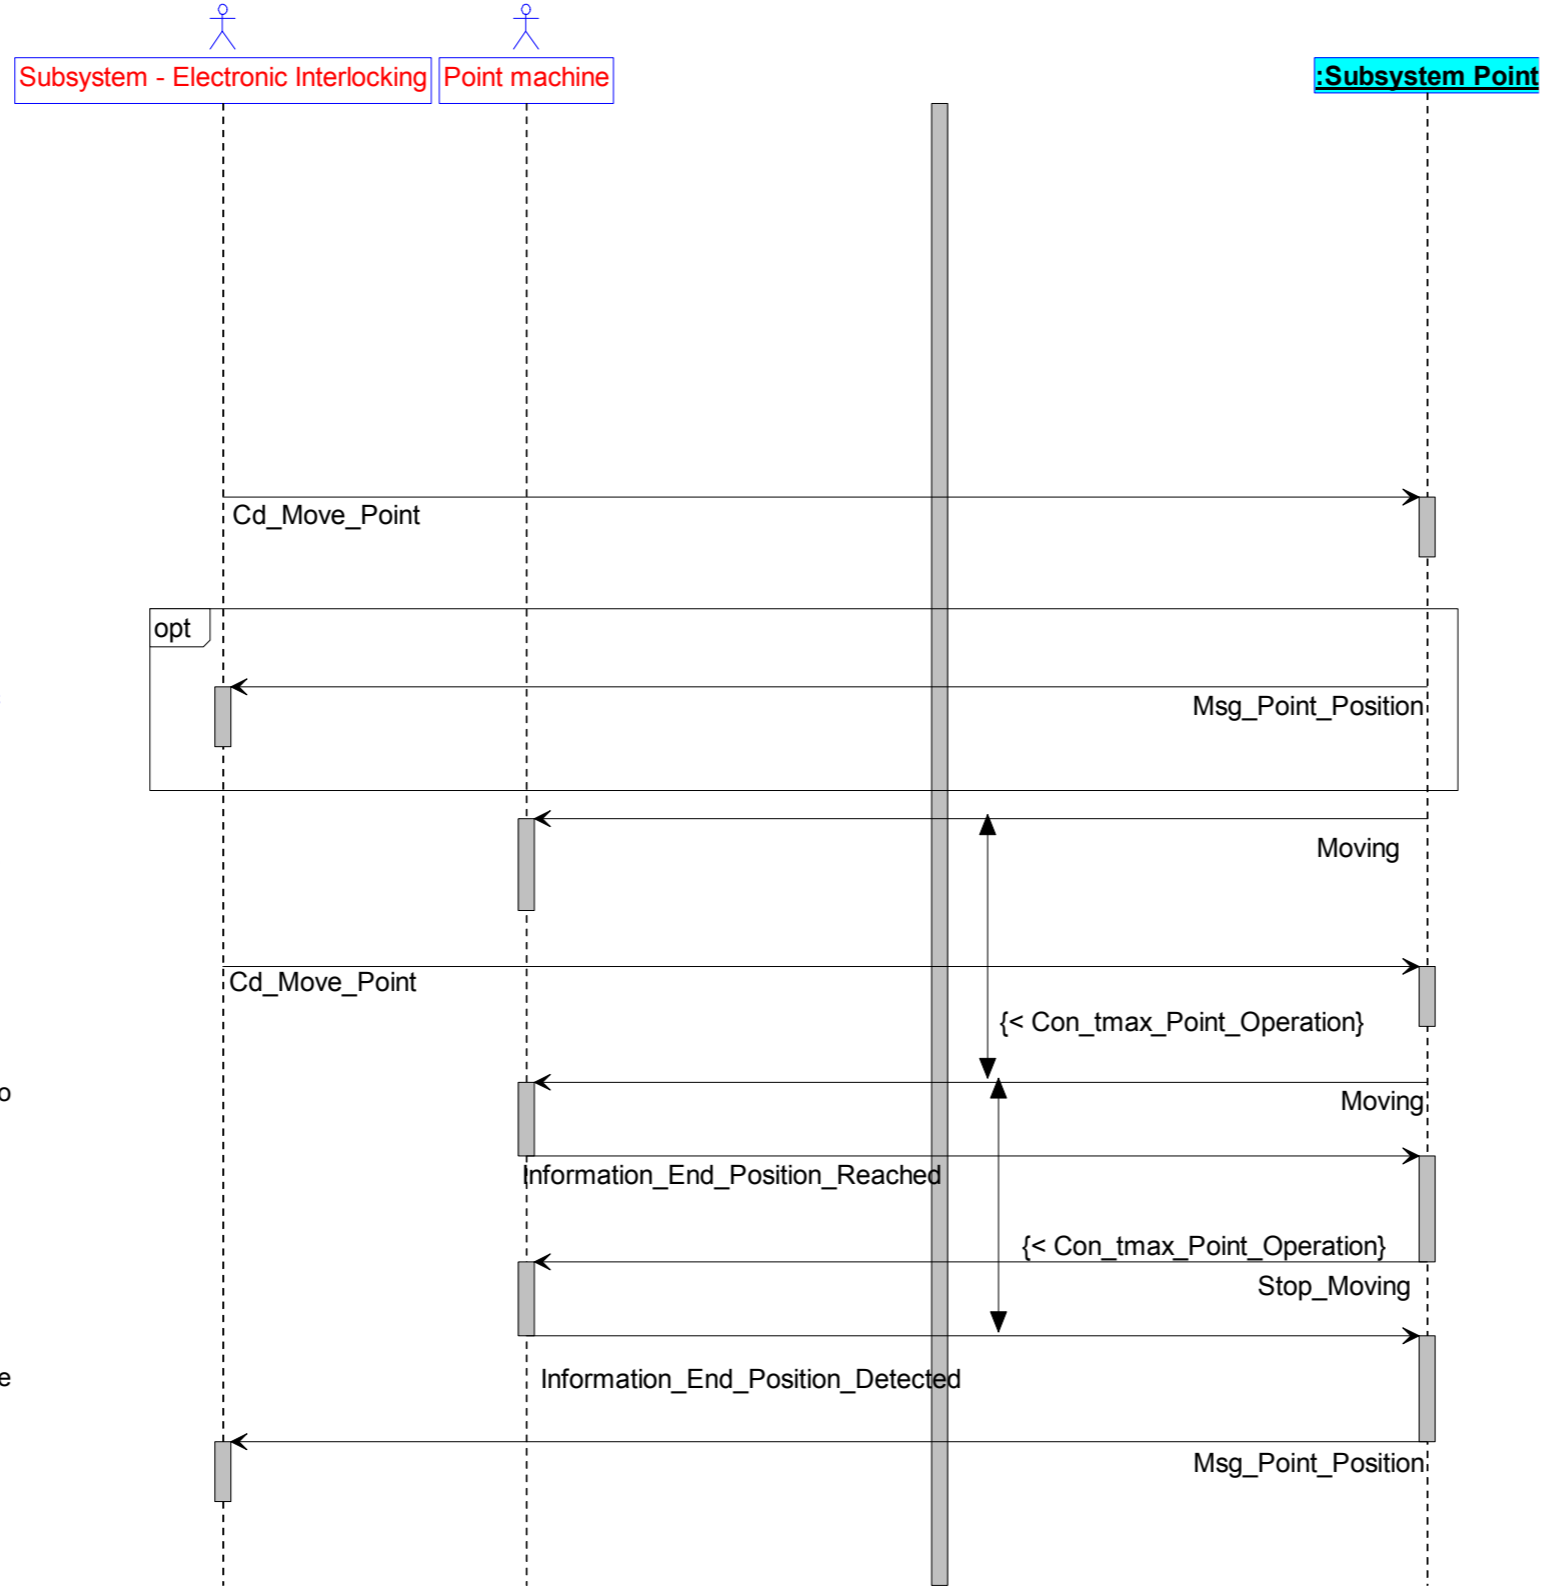 Subsystem - Electronic Interlocking
Point machine
:Subsystem Point
Cd_Move_Point
opt
Msg_Point_Position
Moving
Cd_Move_Point
{< Con_tmax_Point_Operation}
o
Moving
Information_End_Position_Reached
{< Con_tmax_Point_Operation}
Stop_Moving
e
Information_End_Position_Detected
Msg_Point_Position